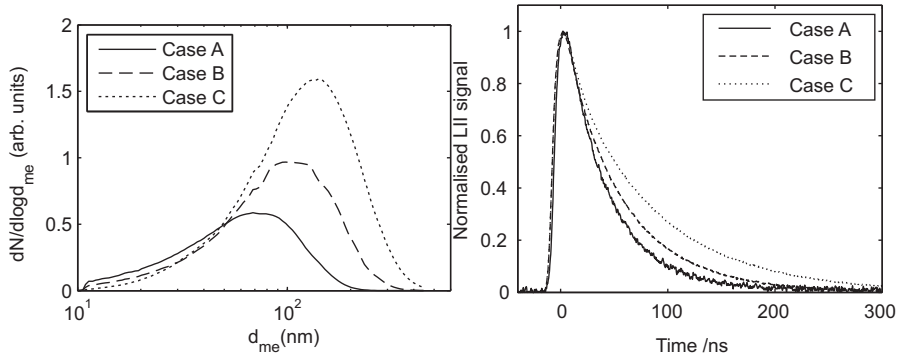 dN/dlogd_me (arb. units)
2
1.5
1
0.5
0
10^1
10^2
d_me(nm)
Case A
Case B
Case C
Normalised LII signal
1
0.8
0.6
0.4
0.2
0
0
100
200
300
Time /ns
Case A
Case B
Case C